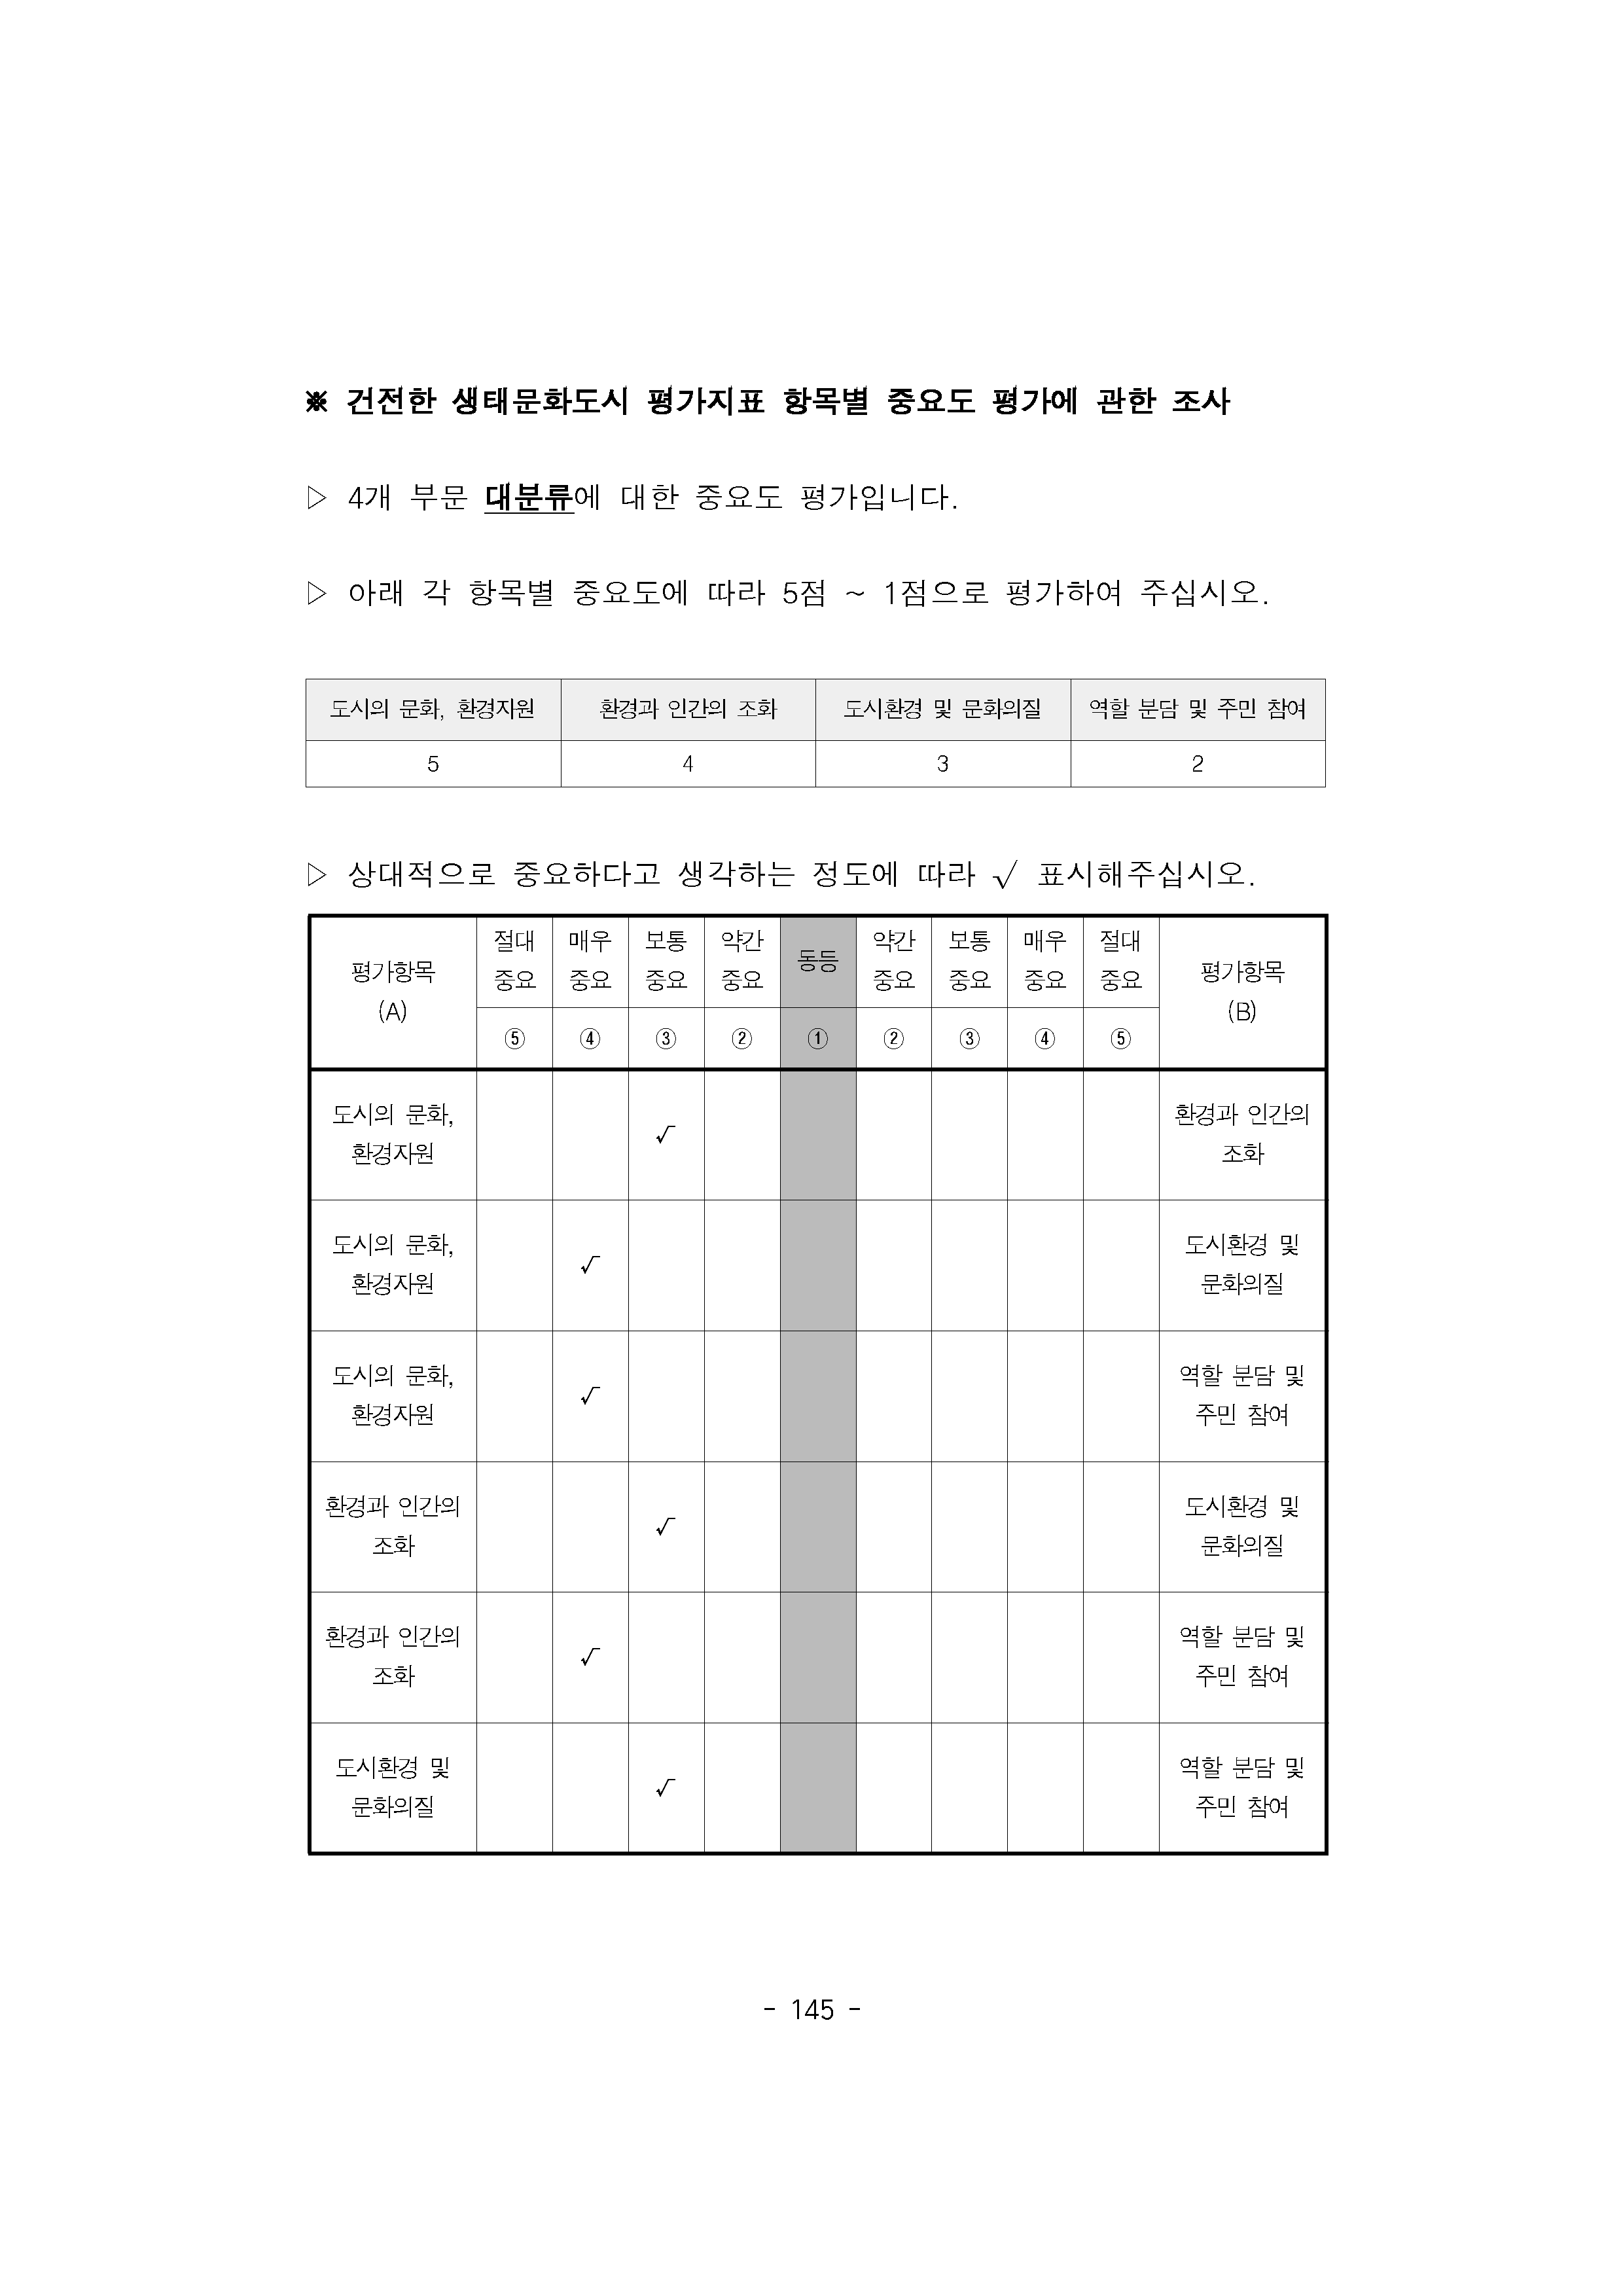 ※ 건전한 생태문화도시 평가지표 항목별 중요도 평가에 관한 조사
▷ 4개 부문 대분류에 대한 중요도 평가입니다.
▷ 아래 각 항목별 중요도에 따라 5점 ~ 1점으로 평가하여 주십시오.
도시의 문화, 환경자원 환경과 인간의 조화 도시환경 및 문화의질 역할 분담 및 주민 참여
5 4 3 2
▷ 상대적으로 중요하다고 생각하는 정도에 따라 √ 표시해주십시오.
평가항목
(A)
절대
중요
매우
중요
보통
중요
약간
중요
동등
약간
중요
보통
중요
매우
중요
절대
중요
평가항목
(B)
⑤ ④ ③ ② ① ② ③ ④ ⑤
도시의 문화,
환경자원
√
환경과 인간의
조화
도시의 문화,
환경자원
√
도시환경 및
문화의질
도시의 문화,
환경자원
√
역할 분담 및
주민 참여
환경과 인간의
조화
√
도시환경 및
문화의질
환경과 인간의
조화
√
역할 분담 및
주민 참여
도시환경 및
문화의질
√
역할 분담 및
주민 참여
- 145 -